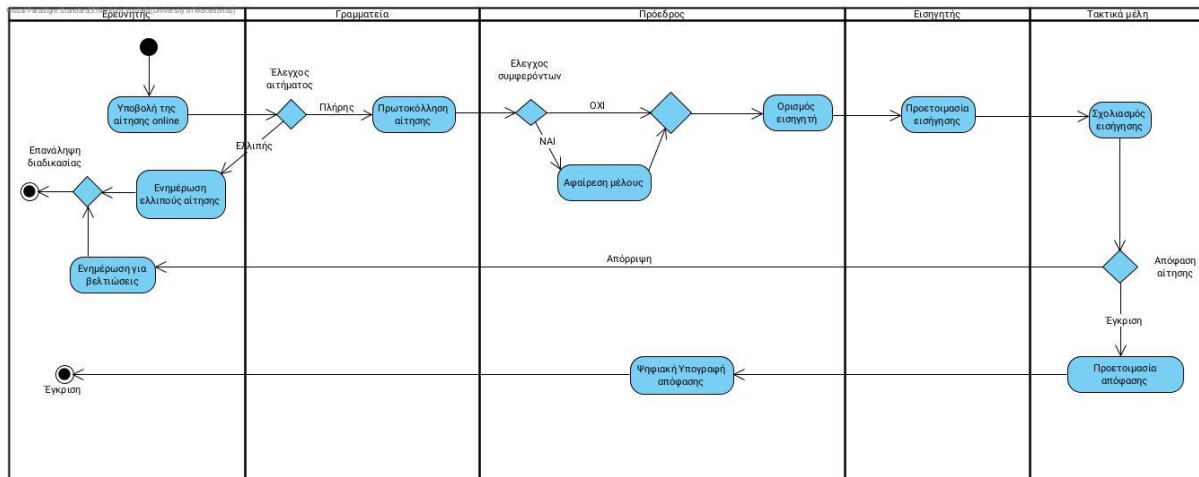 Ερευνητής
Γραμματεία
Πρόεδρος
Εισηγητής
Τακτικά μέλη
Υποβολή της
αίτησης online
Έλεγχος
αιτήματος
Πλήρης
Πρωτοκόλληση
αίτησης
Ελεγχος
συμφερόντων
ΟΧΙ
Ορισμός
εισηγητή
Προετοιμασία
εισήγησης
Σχολιασμός
εισήγησης
Ελλιπής
ΝΑΙ
Αφαίρεση μέλους
Επανάληψη
διαδικασίας
Ενημέρωση
ελλιπούς αίτησης
Ενημέρωση για
βελτιώσεις
Απόρριψη
Απόφαση
αίτησης
Έγκριση
Προετοιμασία
απόφασης
Ψηφιακή Υπογραφή
απόφασης
Έγκριση